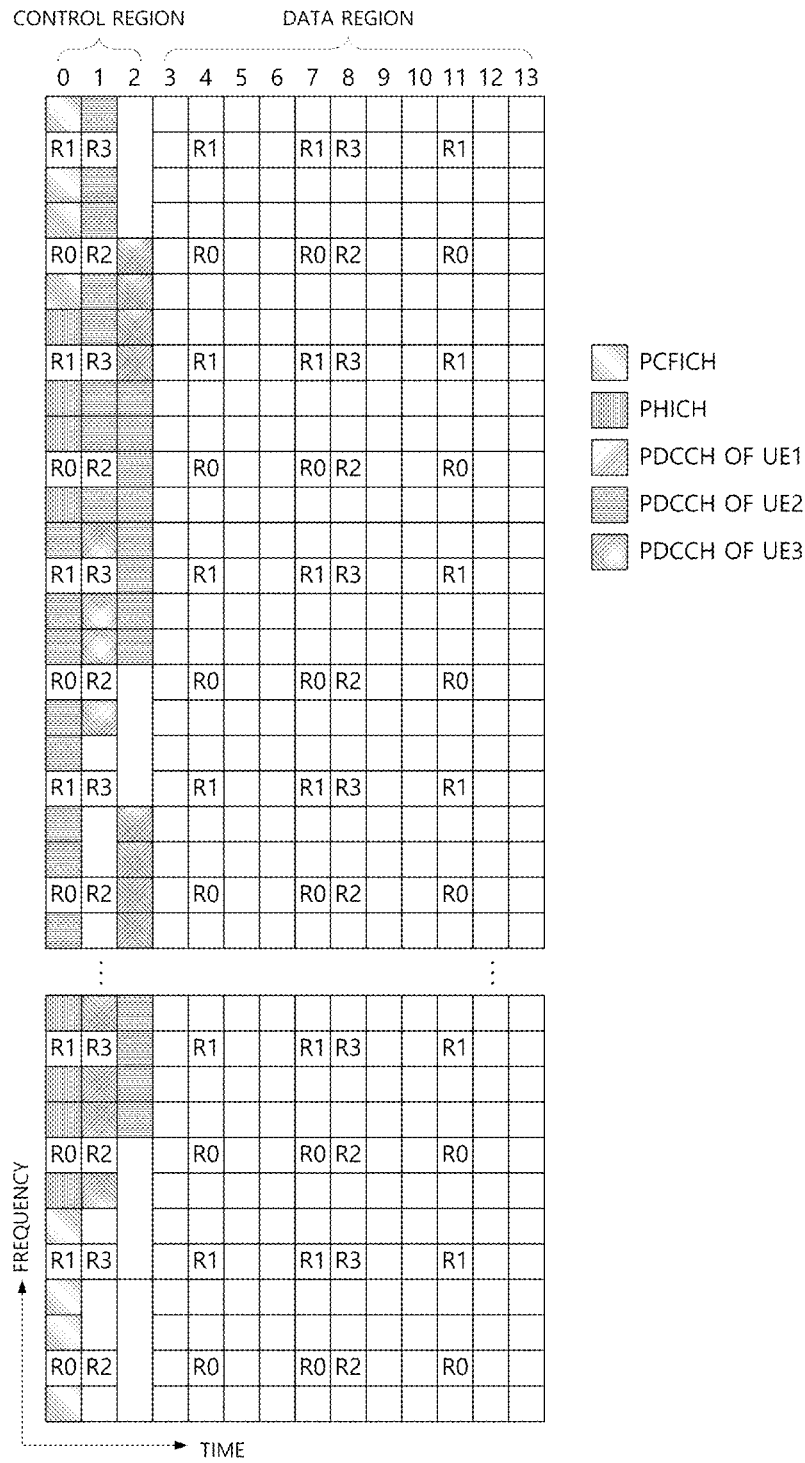 CONTROL REGION DATA REGION
0 1 2 3 4 5 6 7 8 9 10 11 12 13
R1 R3 R1 R1 R3 R1
R0 R2 R0 R0 R2 R0
R1 R3 R1 R1 R3 R1
R0 R2 R0 R0 R2 R0
R1 R3 R1 R1 R3 R1
R0 R2 R0 R0 R2 R0
R1 R3 R1 R1 R3 R1
R0 R2 R0 R0 R2 R0
PCFICH
PHICH
PDCCH OF UE1
PDCCH OF UE2
PDCCH OF UE3
R1 R3 R1 R1 R3 R1
R0 R2 R0 R0 R2 R0
R1 R3 R1 R1 R3 R1
R0 R2 R0 R0 R2 R0
FREQUENCY
TIME